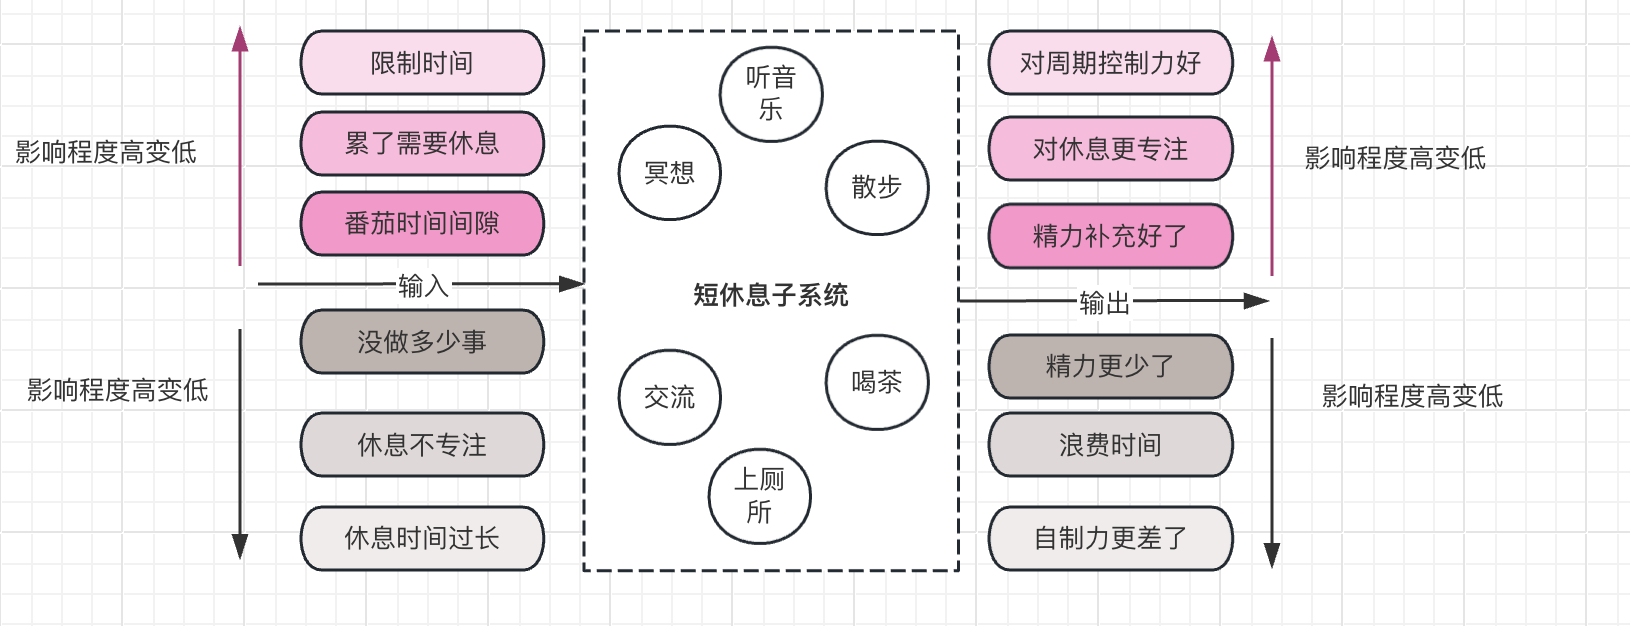 限制时间
累了需要休息
番茄时间间隙
影响程度高变低
输入
没做多少事
休息不专注
休息时间过长
影响程度高变低
听音
乐
冥想
散步
短休息子系统
交流
喝茶
上厕
所
对周期控制力好
对休息更专注
精力补充好了
影响程度高变低
输出
精力更少了
浪费时间
自制力更差了
影响程度高变低